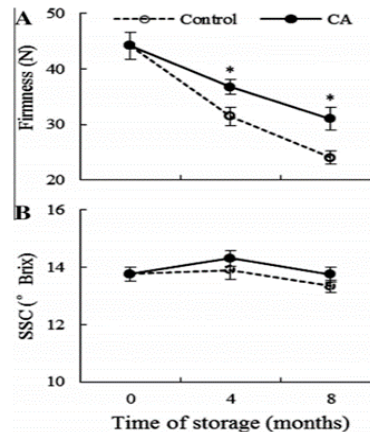 A
Control CA
50
40
30
20
Firmness (N)
* *
B
16
14
12
10
SSC (° Brix)
0 4 8
Time of storage (months)